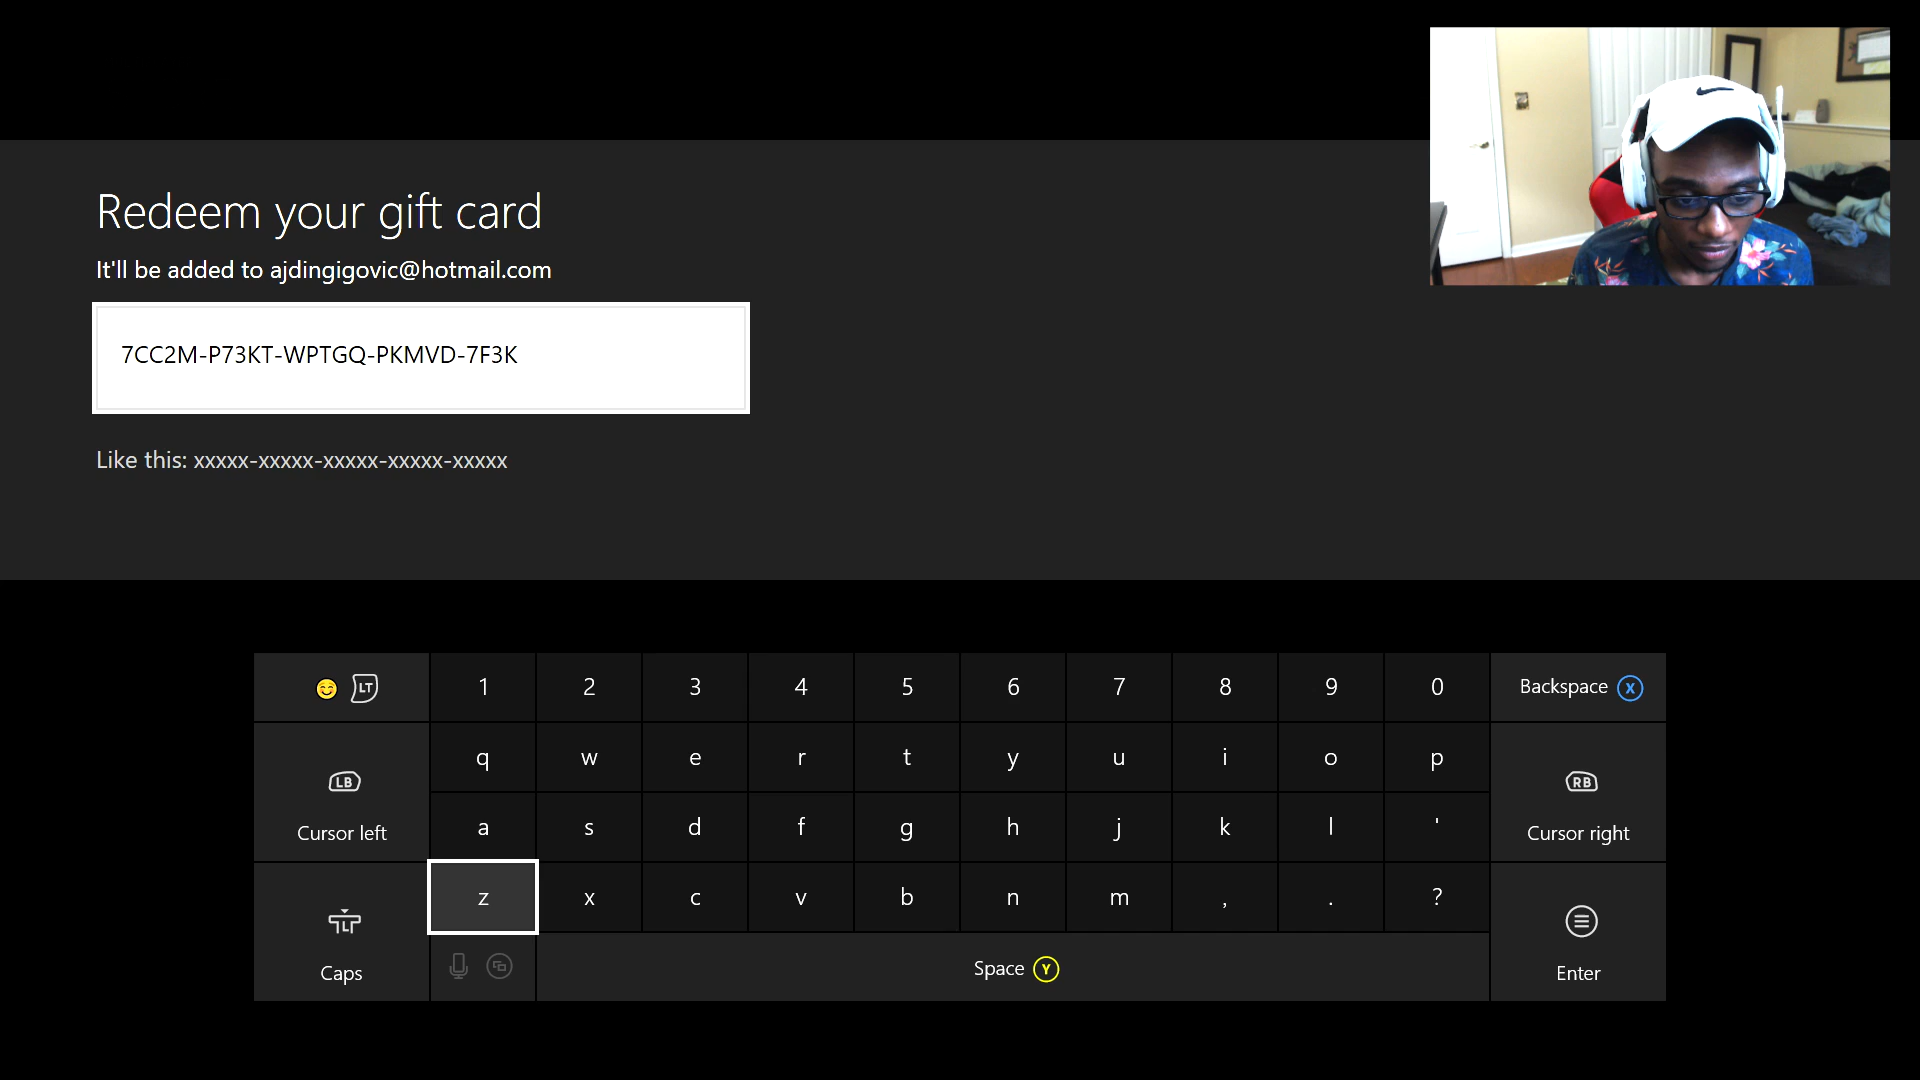 Redeem your gift card
It'll be added to ajdingigovic@hotmail.com
7CC2M-P73KT-WPTGQ-PKMVD-7F3K
Like this: xxxxx-xxxxx-xxxxx-xxxxx-xxxxx
LT 1 2 3 4 5 6 7 8 9 0 Backspace X
LB Cursor left q w e r t y u i o p RB Cursor right
a s d f g h j k l '
LT Caps z x c v b n m , . ? Enter
Space Y